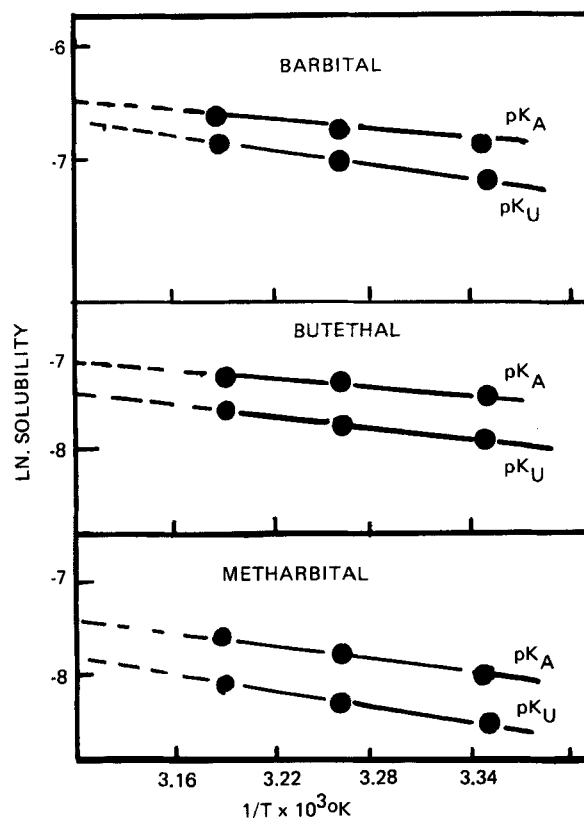 -6
BARBITAL
pKA
-7
pKU
BUTETHAL
-7
pKA
-8
pKU
LN. SOLUBILITY
METHARBITAL
-7
pKA
-8
pKU
3.16 3.22 3.28 3.34
1/T x 10³ºK